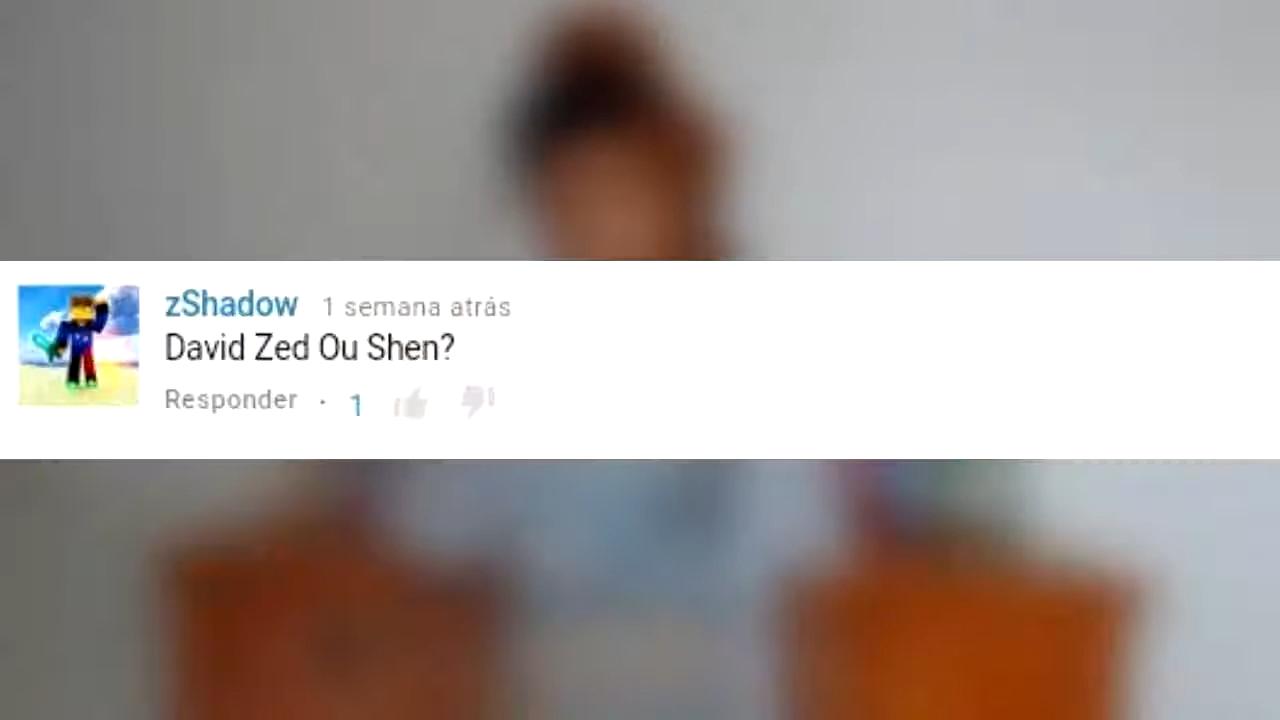 zShadow 1 semana atrás
David Zed Ou Shen?
Responder · 1